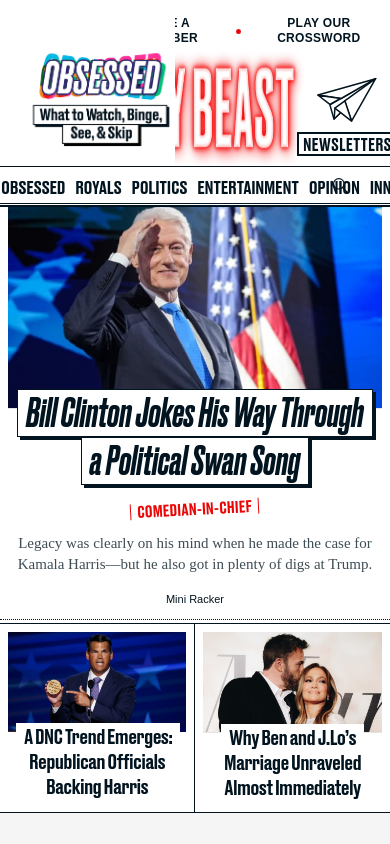 E A
BER
PLAY OUR
CROSSWORD
OBSESSED
What to Watch, Binge,
See, & Skip
Y BEAST
NEWSLETTERS
OBSESSED ROYALS POLITICS ENTERTAINMENT OPINION INN
Bill Clinton Jokes His Way Through
a Political Swan Song
COMEDIAN-IN-CHIEF
Legacy was clearly on his mind when he made the case for
Kamala Harris—but he also got in plenty of digs at Trump.
Mini Racker
A DNC Trend Emerges:
Republican Officials
Backing Harris
Why Ben and J.Lo’s
Marriage Unraveled
Almost Immediately